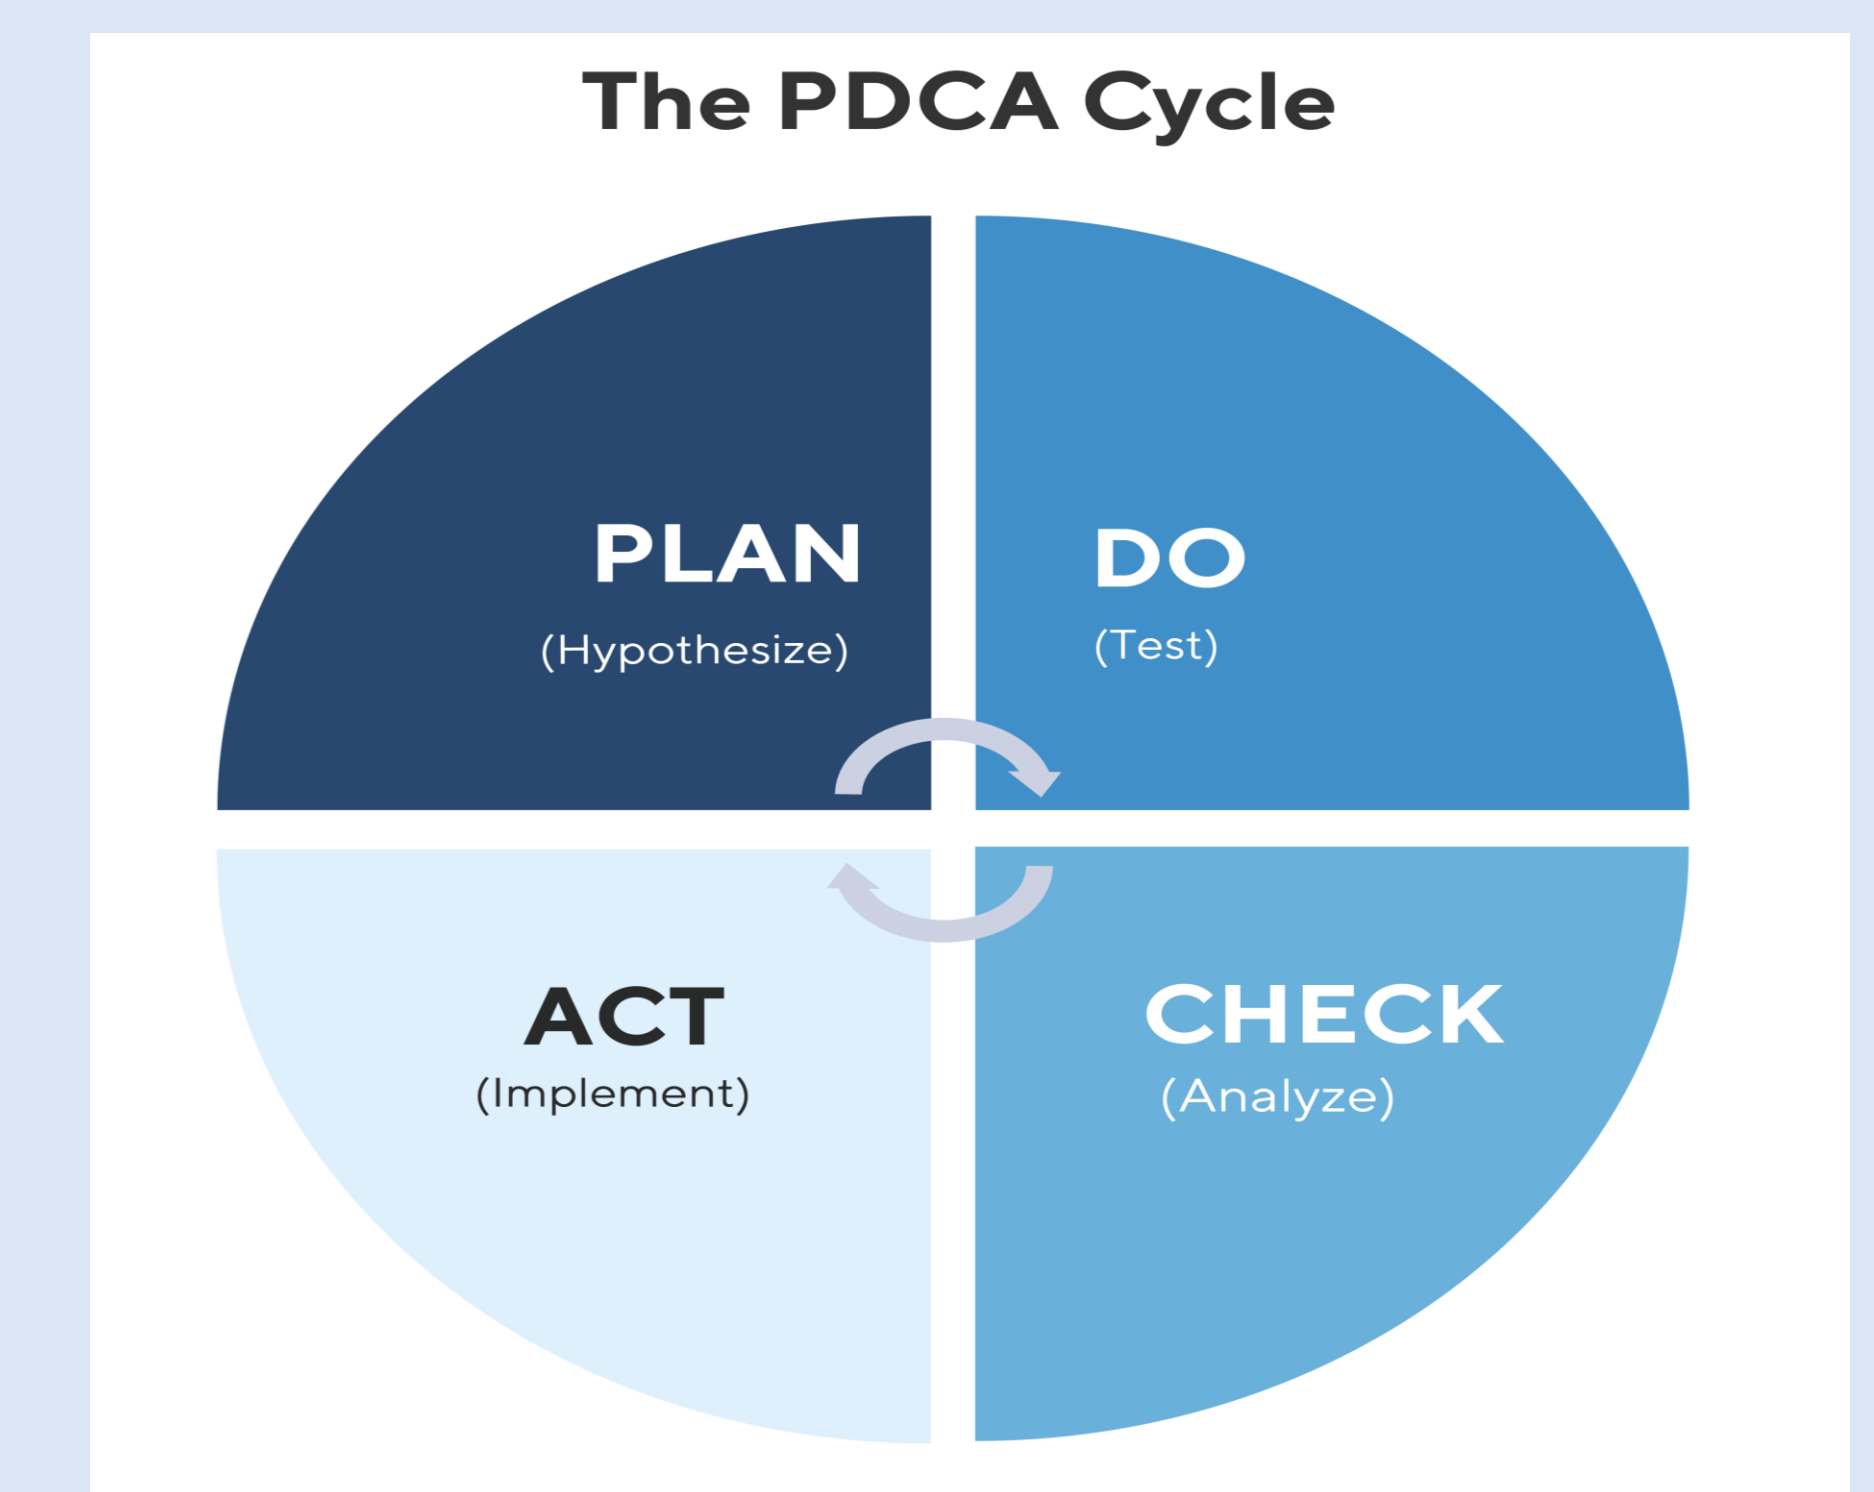 The PDCA Cycle
PLAN
(Hypothesize)
DO
(Test)
ACT
(Implement)
CHECK
(Analyze)